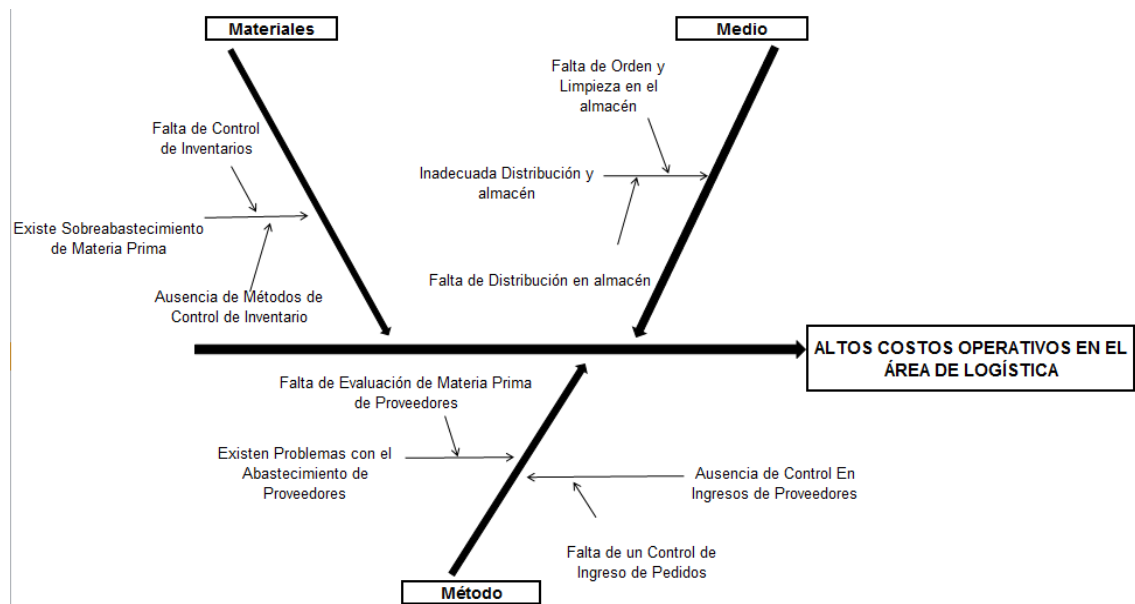 Materiales
Medio
Falta de Orden y
Limpieza en el
almacén
Falta de Control
de Inventarios
Inadecuada Distribución y
almacén
Existe Sobreabastecimiento
de Materia Prima
Falta de Distribución en almacén
Ausencia de Métodos de
Control de Inventario
ALTOS COSTOS OPERATIVOS EN EL
ÁREA DE LOGÍSTICA
Falta de Evaluación de Materia Prima
de Proveedores
Existen Problemas con el
Abastecimiento de
Proveedores
Ausencia de Control En
Ingresos de Proveedores
Falta de un Control de
Ingreso de Pedidos
Método